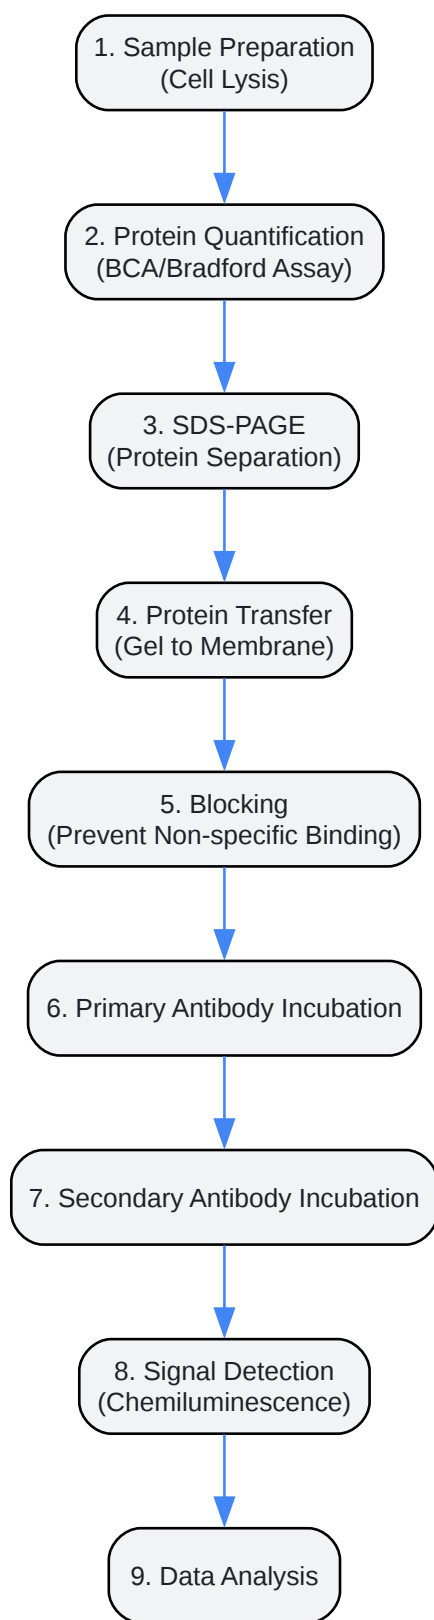 1. Sample Preparation
(Cell Lysis)
2. Protein Quantification
(BCA/Bradford Assay)
3. SDS-PAGE
(Protein Separation)
4. Protein Transfer
(Gel to Membrane)
5. Blocking
(Prevent Non-specific Binding)
6. Primary Antibody Incubation
7. Secondary Antibody Incubation
8. Signal Detection
(Chemiluminescence)
9. Data Analysis